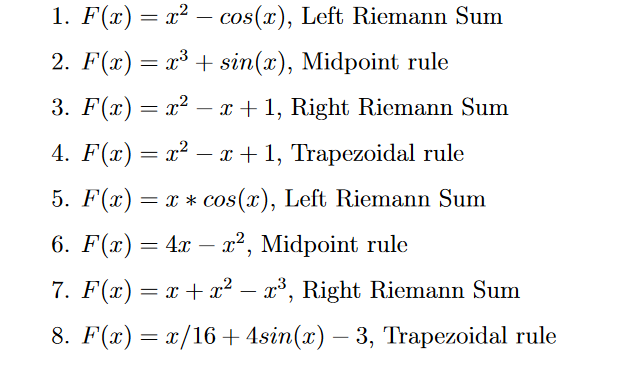 1. F(x) = x² − cos(x), Left Riemann Sum
2. F(x) = x³ + sin(x), Midpoint rule
3. F(x) = x² − x + 1, Right Riemann Sum
4. F(x) = x² − x + 1, Trapezoidal rule
5. F(x) = x ∗ cos(x), Left Riemann Sum
6. F(x) = 4x − x², Midpoint rule
7. F(x) = x + x² − x³, Right Riemann Sum
8. F(x) = x/16 + 4sin(x) − 3, Trapezoidal rule